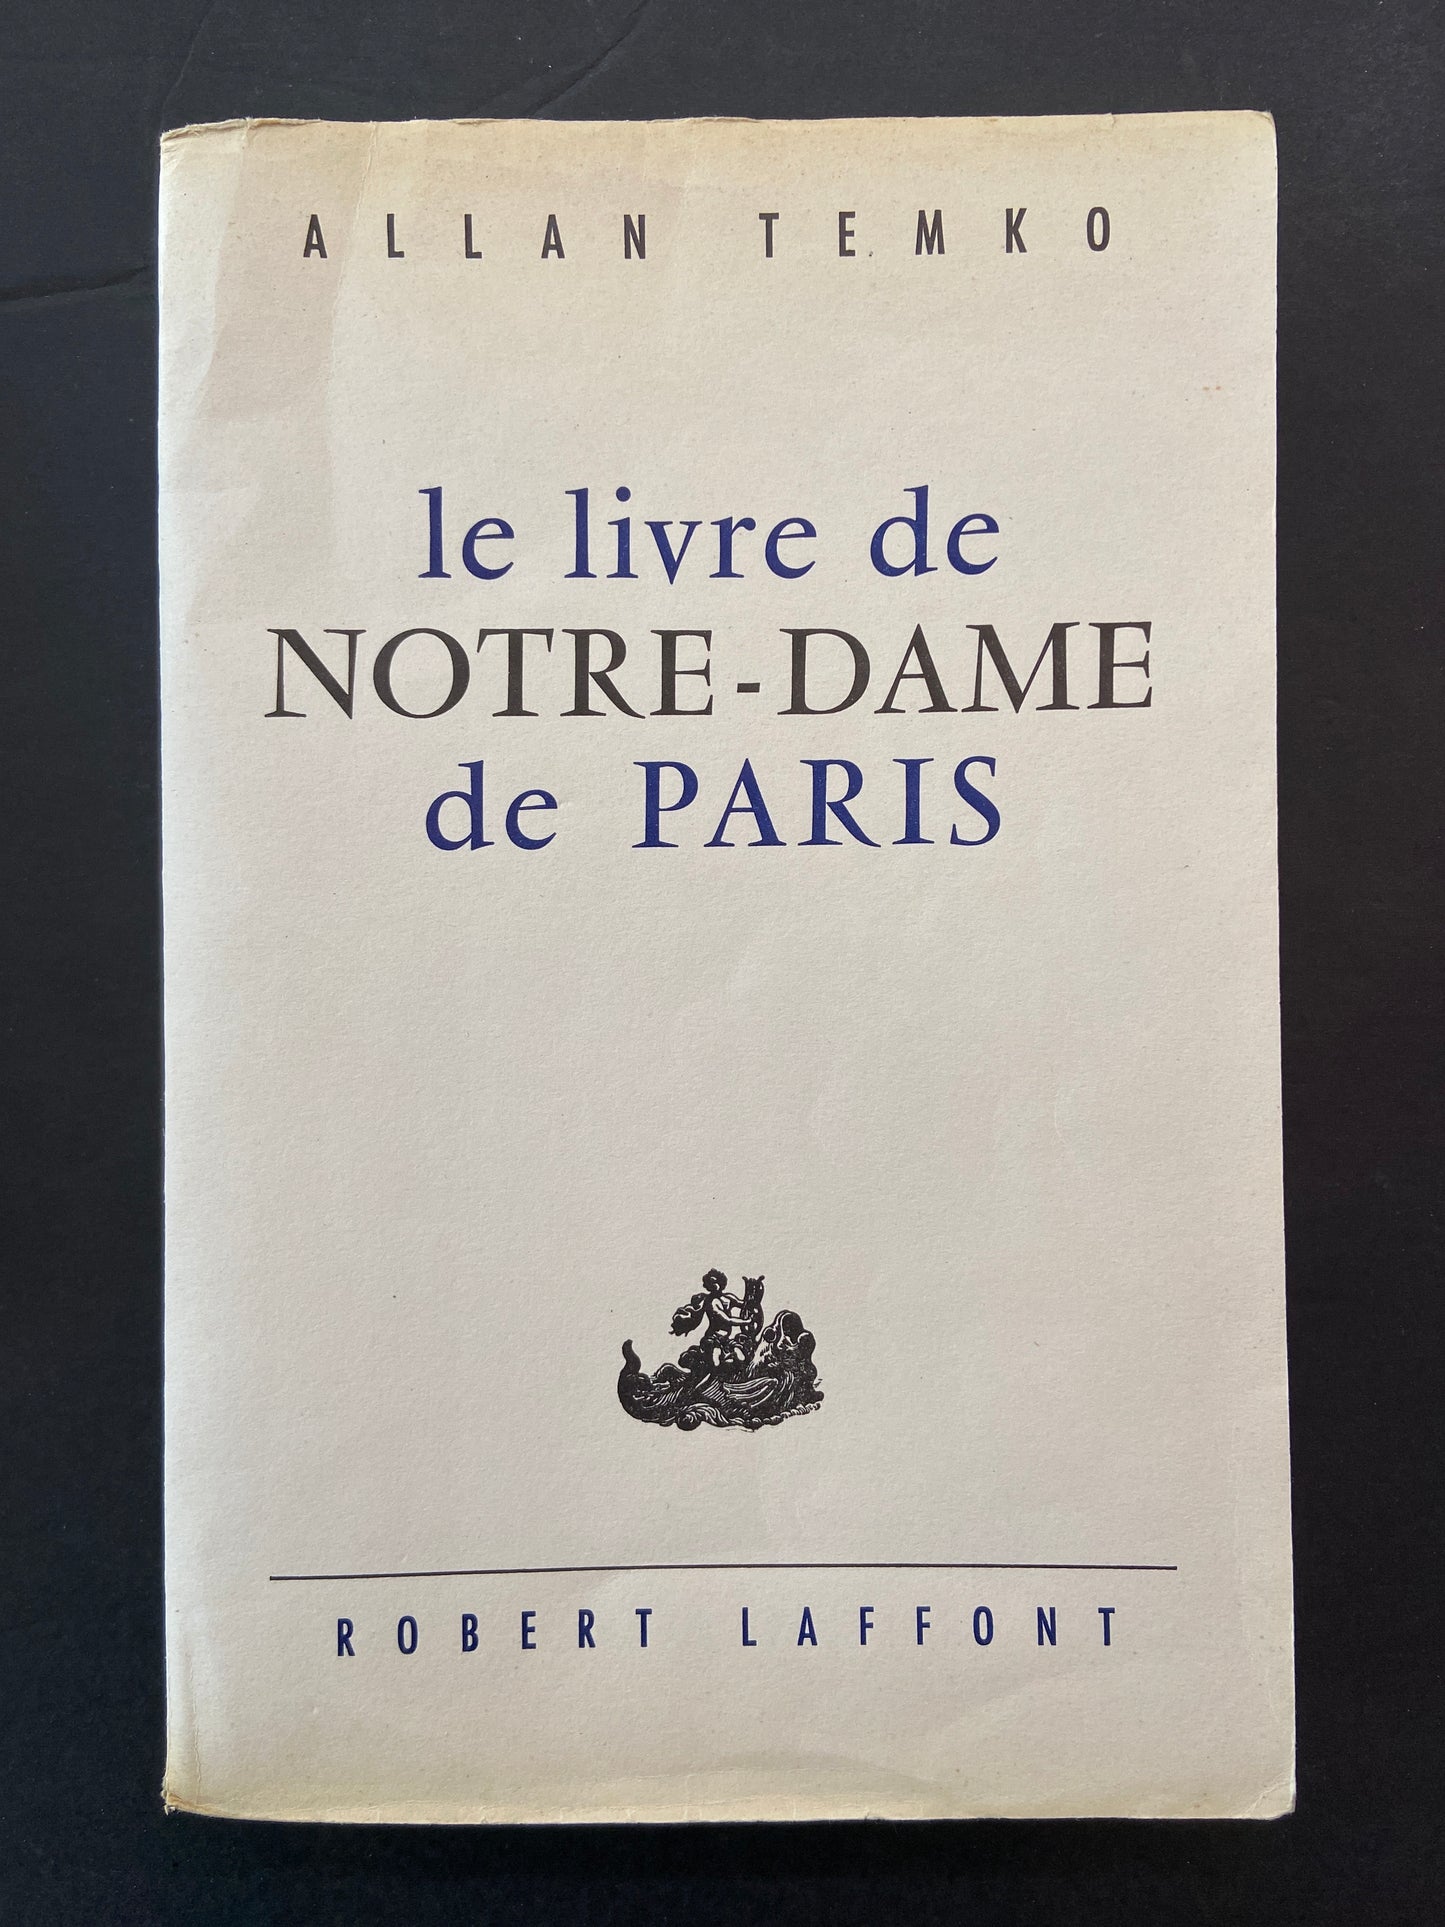 ALLAN TEMKO
le livre de
NOTRE-DAME
de PARIS
ROBERT LAFFONT